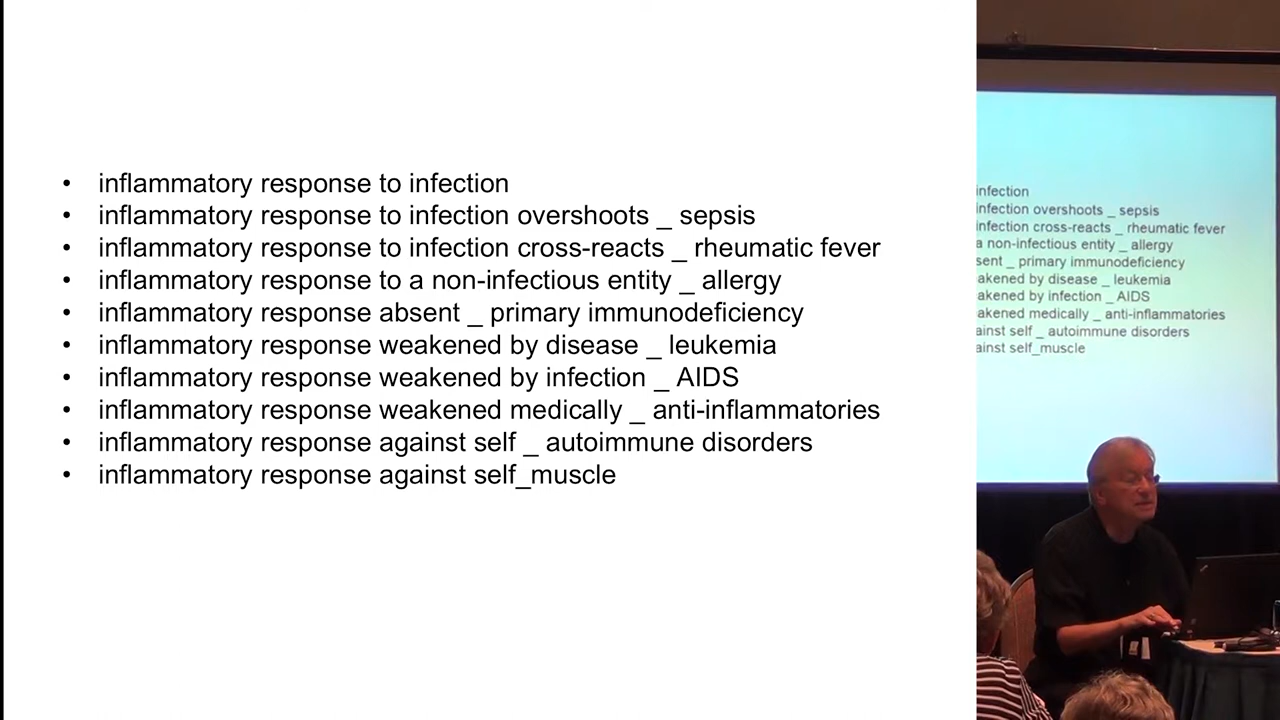 • inflammatory response to infection
• inflammatory response to infection overshoots _ sepsis
• inflammatory response to infection cross-reacts _ rheumatic fever
• inflammatory response to a non-infectious entity _ allergy
• inflammatory response absent _ primary immunodeficiency
• inflammatory response weakened by disease _ leukemia
• inflammatory response weakened by infection _ AIDS
• inflammatory response weakened medically _ anti-inflammatories
• inflammatory response against self _ autoimmune disorders
• inflammatory response against self_muscle
infection
infection overshoots _ sepsis
infection cross-reacts _ rheumatic fever
a non-infectious entity _ allergy
sent _ primary immunodeficiency
akened by disease _ leukemia
akened by infection _ AIDS
akened medically _ anti-inflammatories
ainst self _ autoimmune disorders
ainst self_muscle